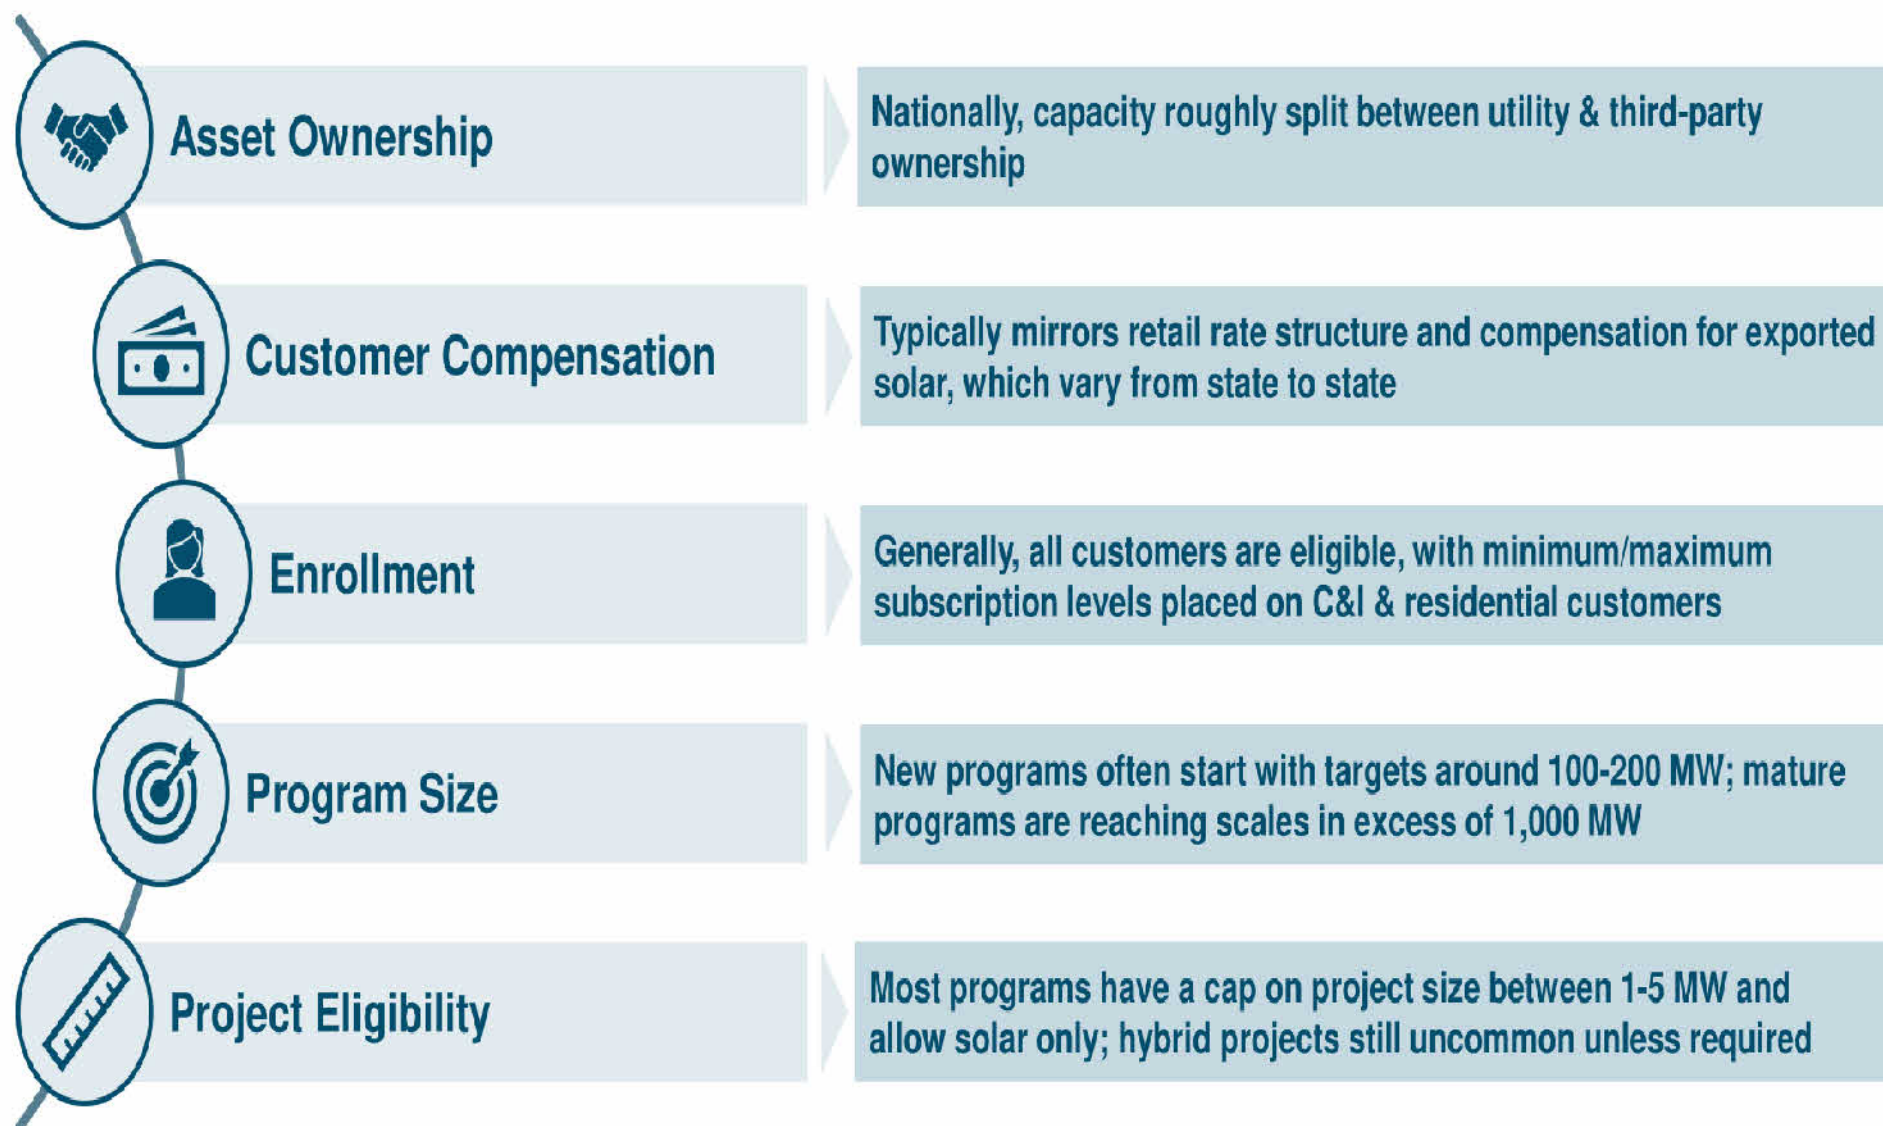 Asset Ownership
Nationally, capacity roughly split between utility & third-party
ownership
Customer Compensation
Typically mirrors retail rate structure and compensation for exported
solar, which vary from state to state
Enrollment
Generally, all customers are eligible, with minimum/maximum
subscription levels placed on C&I & residential customers
Program Size
New programs often start with targets around 100-200 MW; mature
programs are reaching scales in excess of 1,000 MW
Project Eligibility
Most programs have a cap on project size between 1-5 MW and
allow solar only; hybrid projects still uncommon unless required